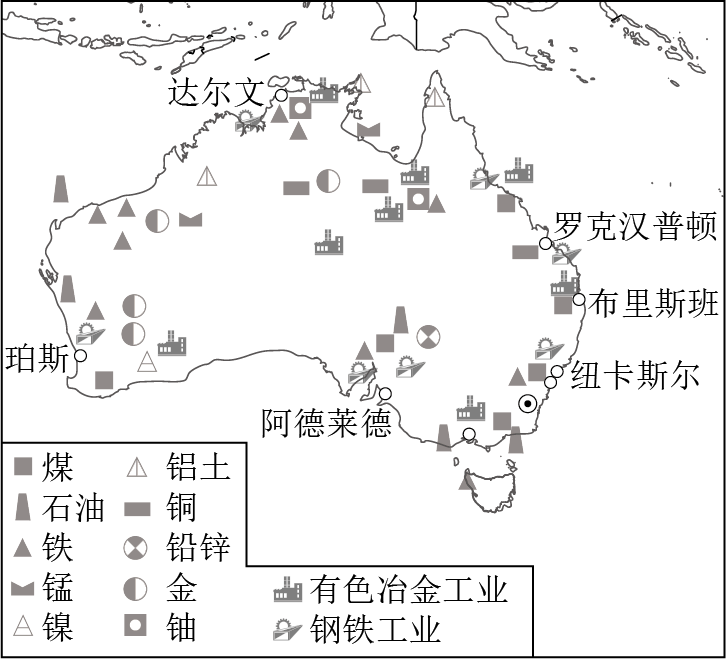 达尔文
罗克汉普顿
布里斯班
珀斯
纽卡斯尔
阿德莱德
煤 铝土
石油 铜
铁 铅锌
锰 金 有色冶金工业
镍 铀 钢铁工业